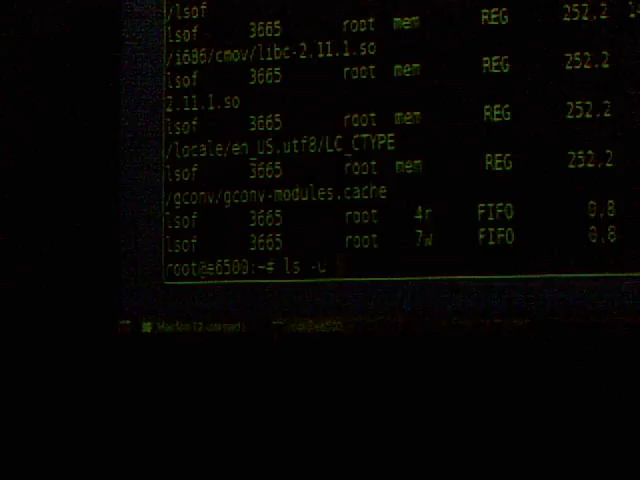 /lsof
lsof 3665 root mem REG 252,2
/i686/cmov/libc-2.11.1.so
lsof 3665 root mem REG 252,2
2.11.1.so
lsof 3665 root mem REG 252,2
/locale/en_US.utf8/LC_CTYPE
lsof 3665 root mem REG 252,2
/gconv/gconv-modules.cache
lsof 3665 root 4r FIFO 0,8
lsof 3665 root 7w FIFO 0,8
root@e6500:~# ls -u